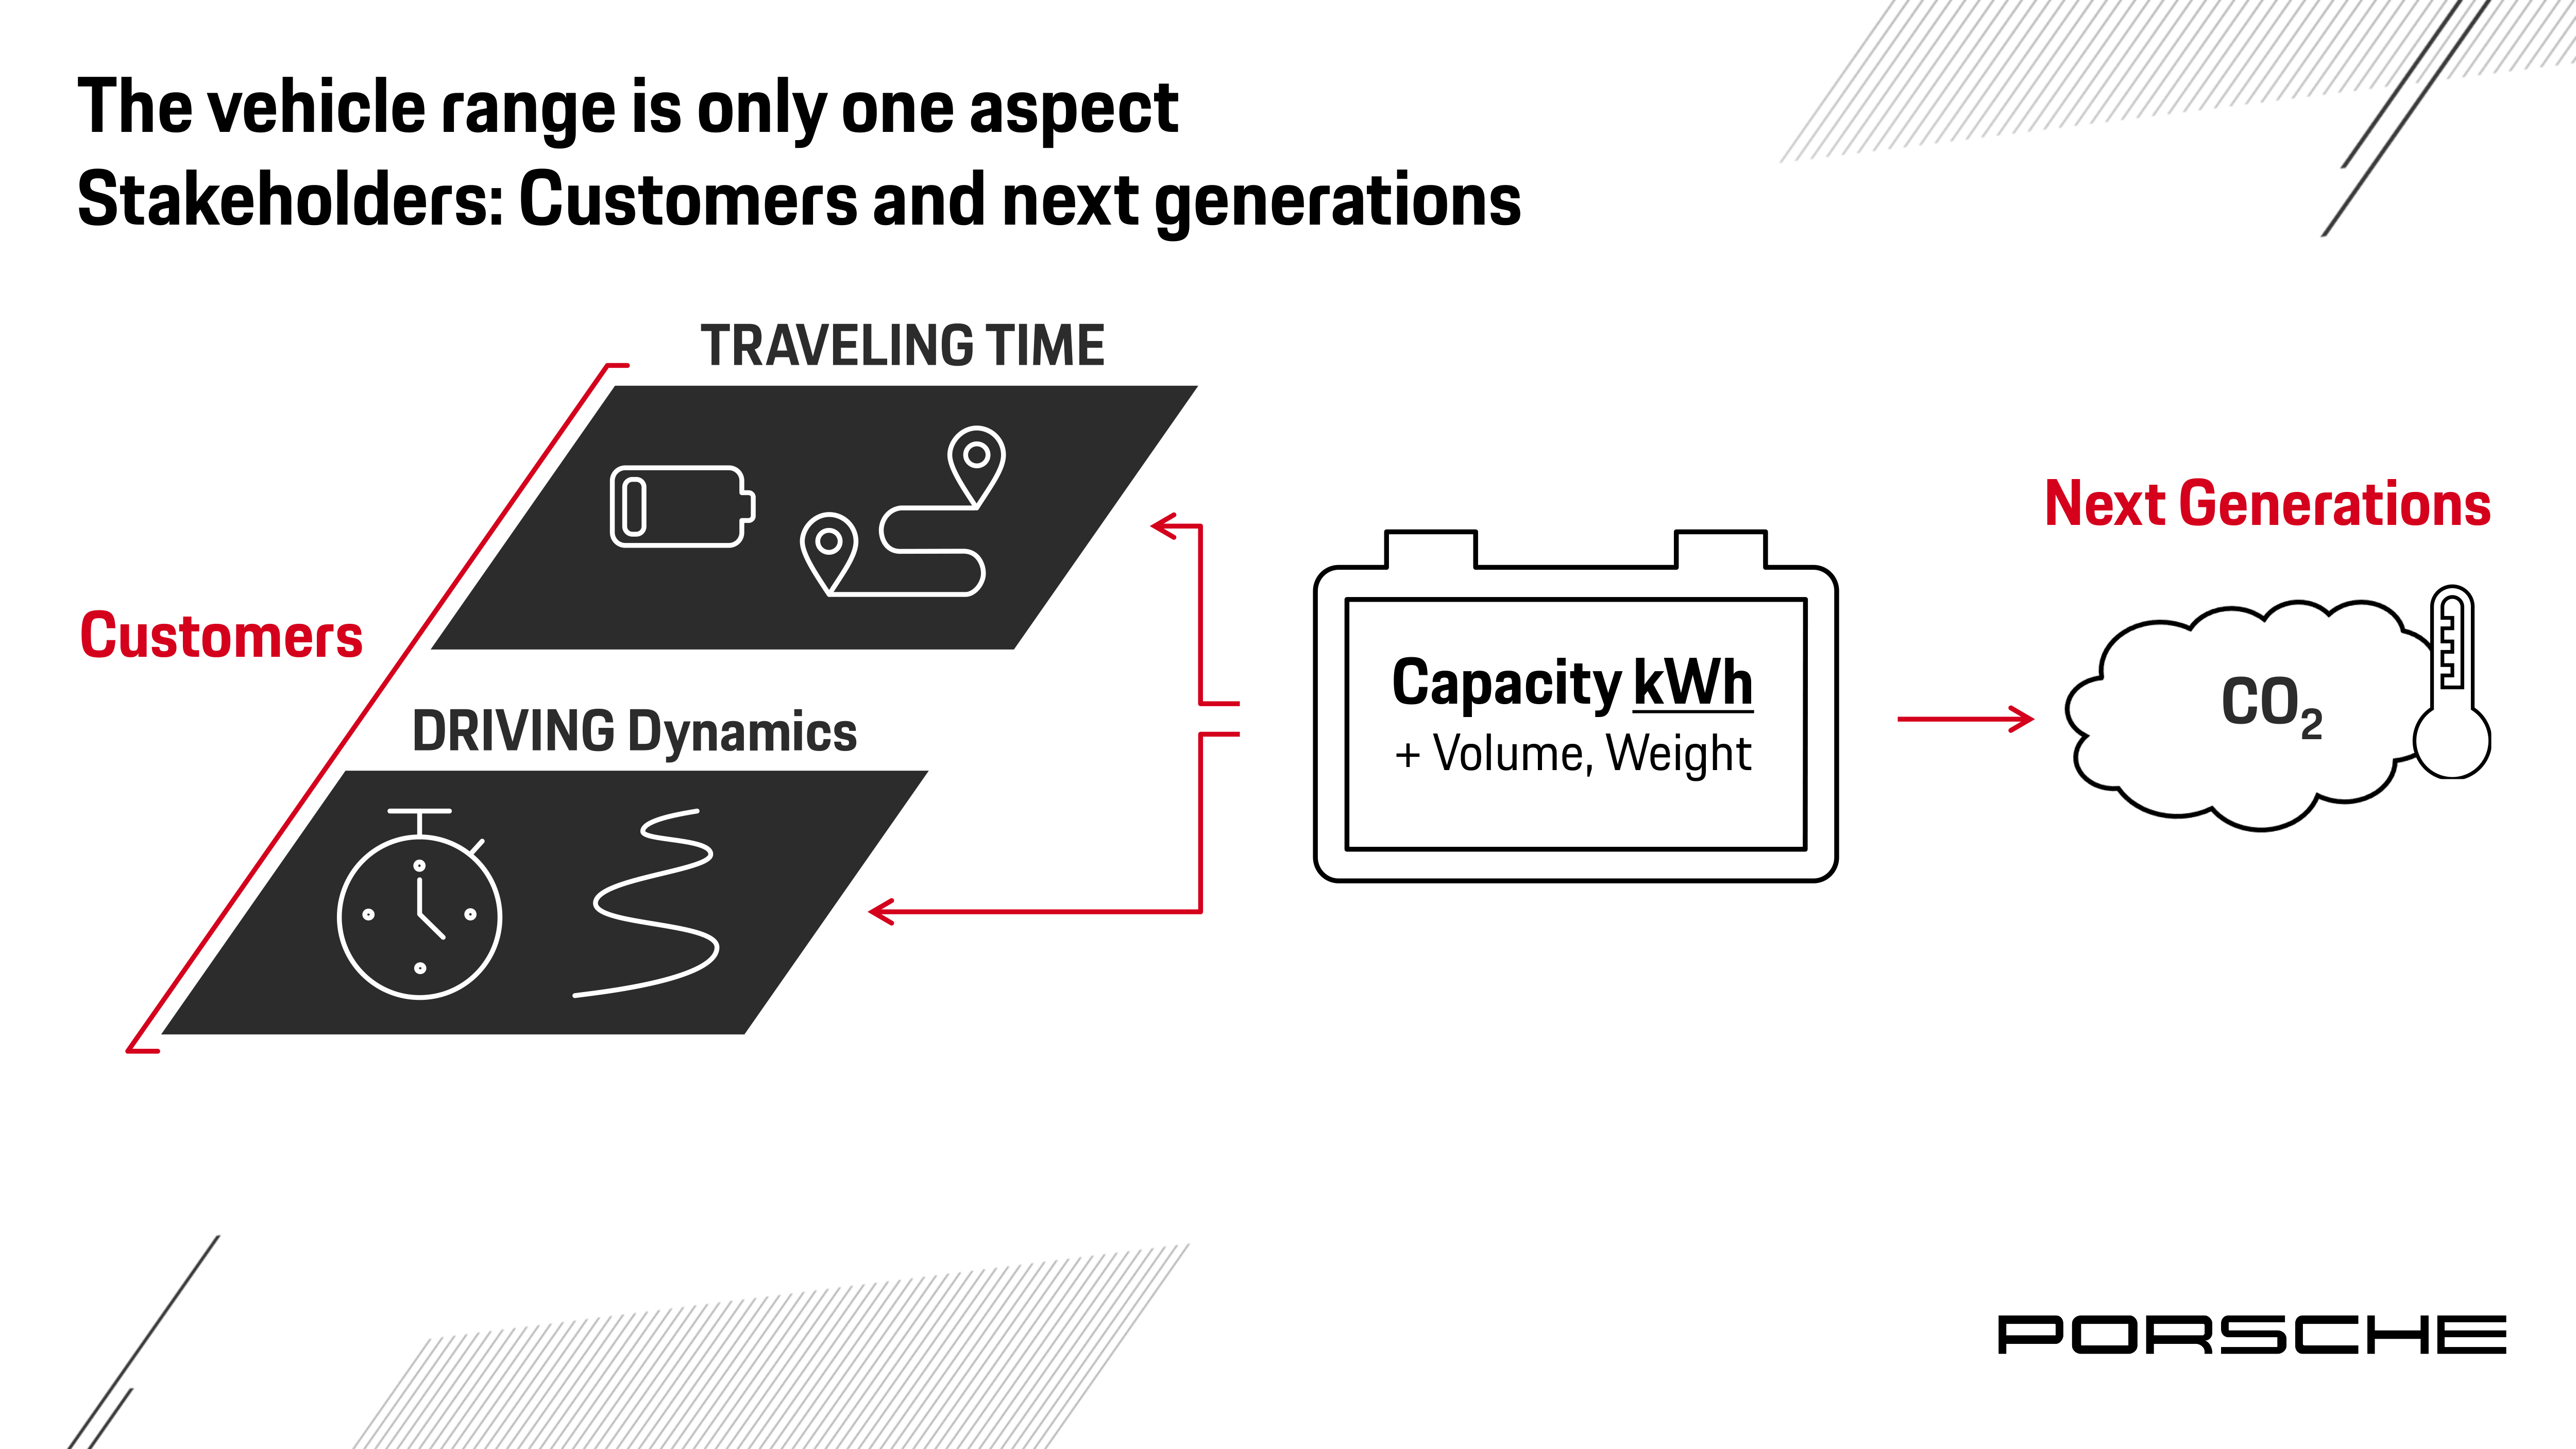 The vehicle range is only one aspect
Stakeholders: Customers and next generations
TRAVELING TIME
Customers
DRIVING Dynamics
Capacity kWh
+ Volume, Weight
Next Generations
CO₂
PORSCHE